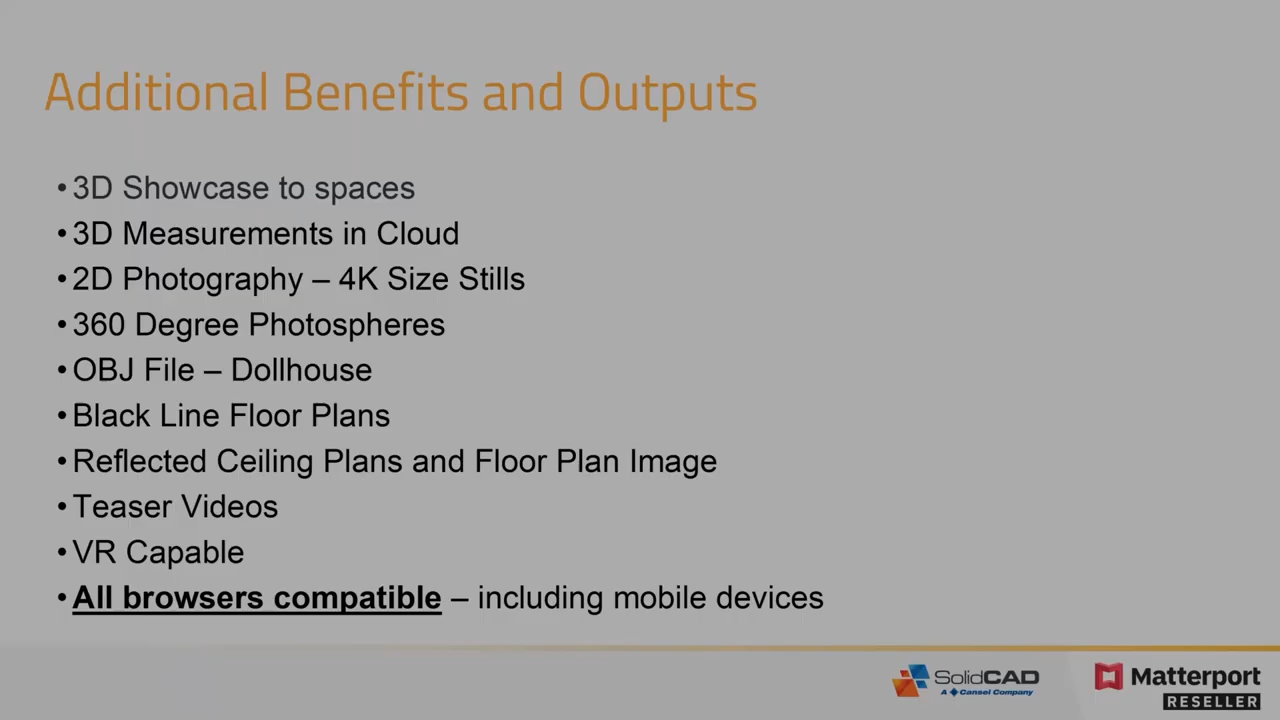 Additional Benefits and Outputs
•3D Showcase to spaces
•3D Measurements in Cloud
•2D Photography – 4K Size Stills
•360 Degree Photospheres
•OBJ File – Dollhouse
•Black Line Floor Plans
•Reflected Ceiling Plans and Floor Plan Image
•Teaser Videos
•VR Capable
•All browsers compatible – including mobile devices
SolidCAD
A Cansel Company
Matterport
RESELLER